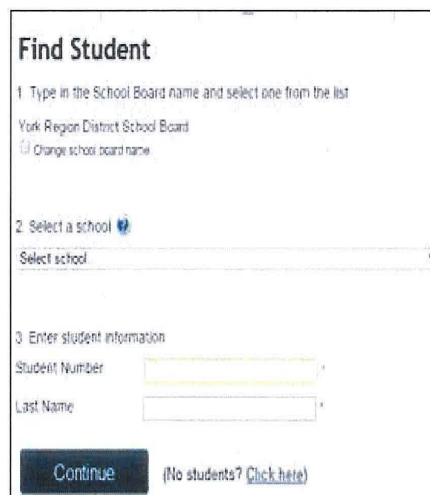 Find Student
1 Type in the School Board name and select one from the list
York Region District School Board
Change school board name
2 Select a school ?
Select school
3 Enter student information
Student Number *
Last Name *
Continue (No students? Click here)